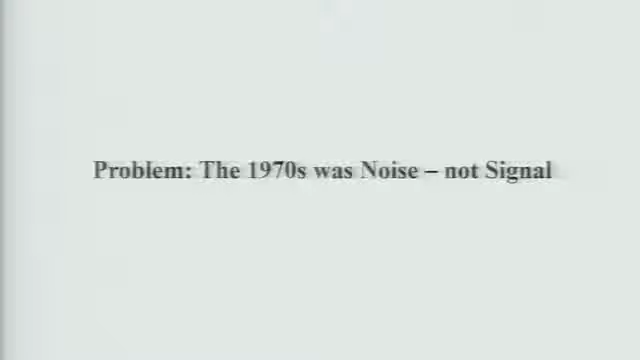 Problem: The 1970s was Noise – not Signal